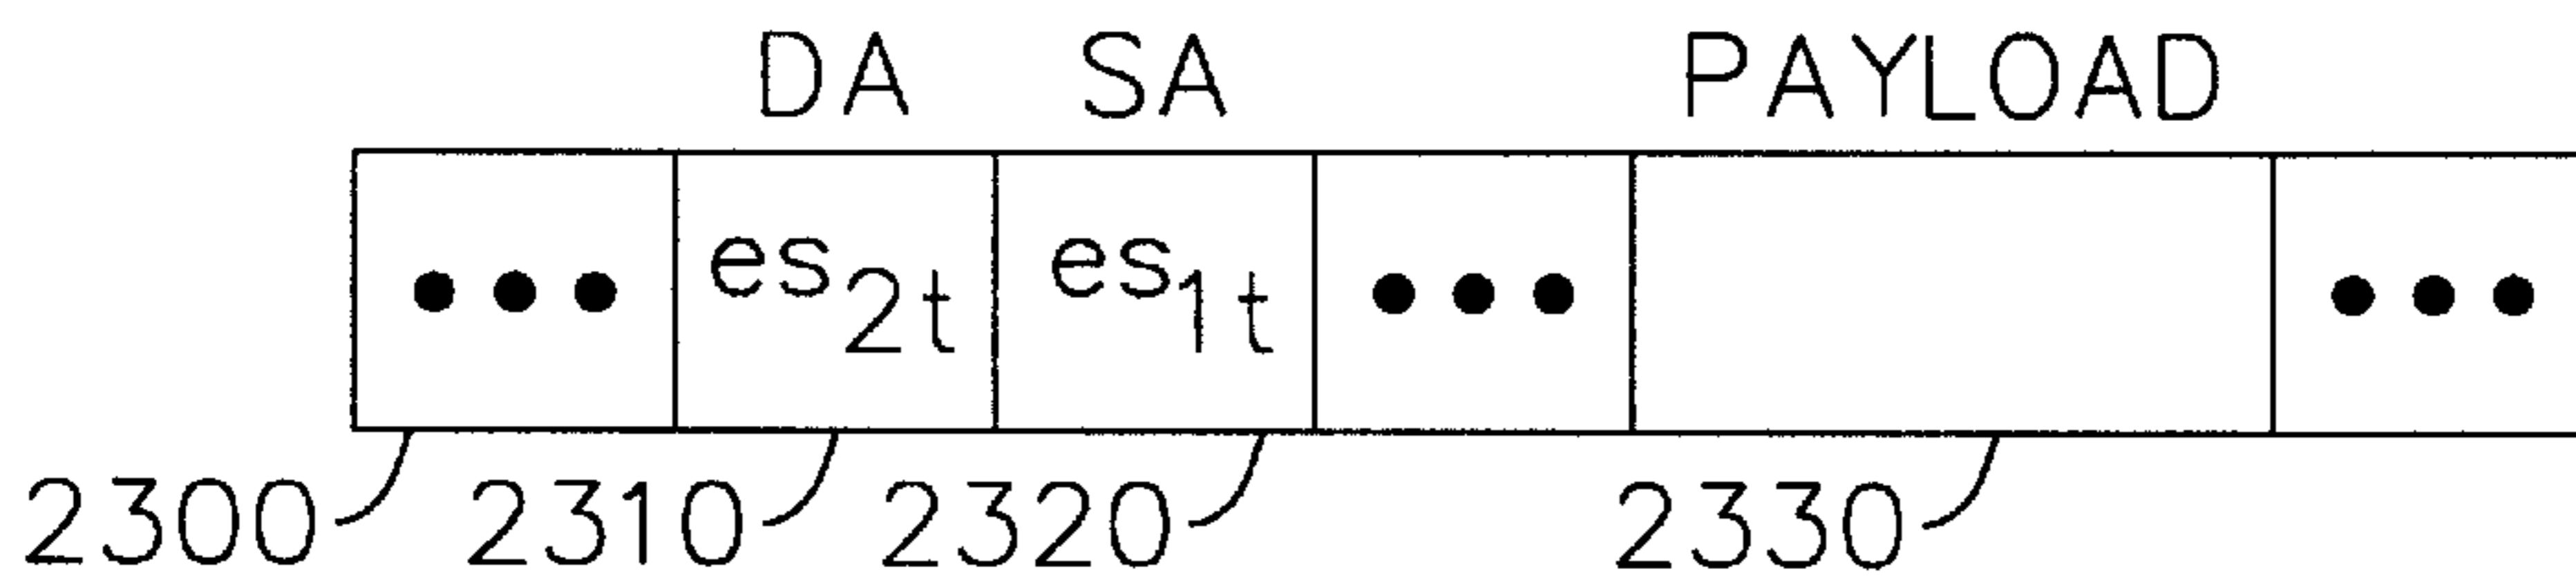 DA SA PAYLOAD
••• es₂ₜ es₁ₜ ••• •••
2300 2310 2320 2330